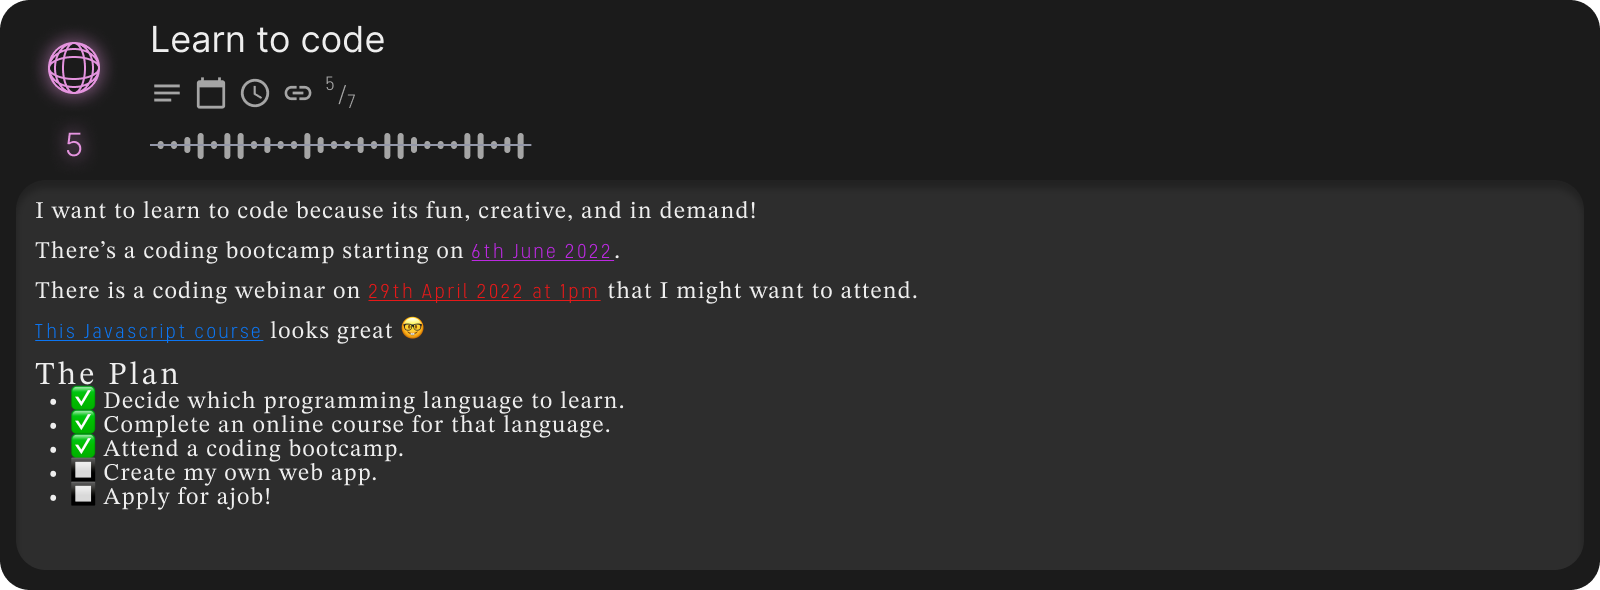 Learn to code
5/7
5
I want to learn to code because its fun, creative, and in demand!
There’s a coding bootcamp starting on 6th June 2022.
There is a coding webinar on 29th April 2022 at 1pm that I might want to attend.
This Javascript course looks great 🤓
The Plan
• ✅ Decide which programming language to learn.
• ✅ Complete an online course for that language.
• ✅ Attend a coding bootcamp.
• 🔲 Create my own web app.
• 🔲 Apply for ajob!